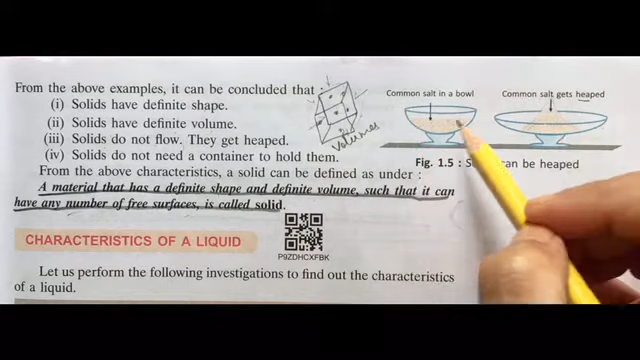 From the above examples, it can be concluded that :
(i) Solids have definite shape.
(ii) Solids have definite volume.
(iii) Solids do not flow. They get heaped.
(iv) Solids do not need a container to hold them.
From the above characteristics, a solid can be defined as under :
A material that has a definite shape and definite volume, such that it can
have any number of free surfaces, is called solid.
volumes
Common salt in a bowl
Common salt gets heaped
Fig. 1.5 : can be heaped
P9ZDHCXFBK
CHARACTERISTICS OF A LIQUID
Let us perform the following investigations to find out the characteristics
of a liquid.